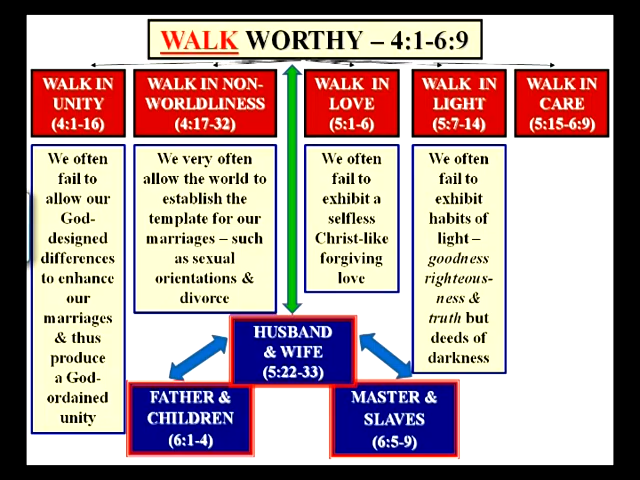 WALK WORTHY – 4:1-6:9
WALK IN
UNITY
(4:1-16)
WALK IN NON-
WORLDLINESS
(4:17-32)
WALK IN
LOVE
(5:1-6)
WALK IN
LIGHT
(5:7-14)
WALK IN
CARE
(5:15-6:9)
We often
fail to
allow our
God-
designed
differences
to enhance
our
marriages
& thus
produce
a God-
ordained
unity
We very often
allow the world to
establish the
template for our
marriages – such
as sexual
orientations &
divorce
We often
fail to
exhibit a
selfless
Christ-like
forgiving
love
We often
fail to
exhibit
habits of
light –
goodness
righteous-
ness &
truth but
deeds of
darkness
HUSBAND
& WIFE
(5:22-33)
FATHER &
CHILDREN
(6:1-4)
MASTER &
SLAVES
(6:5-9)